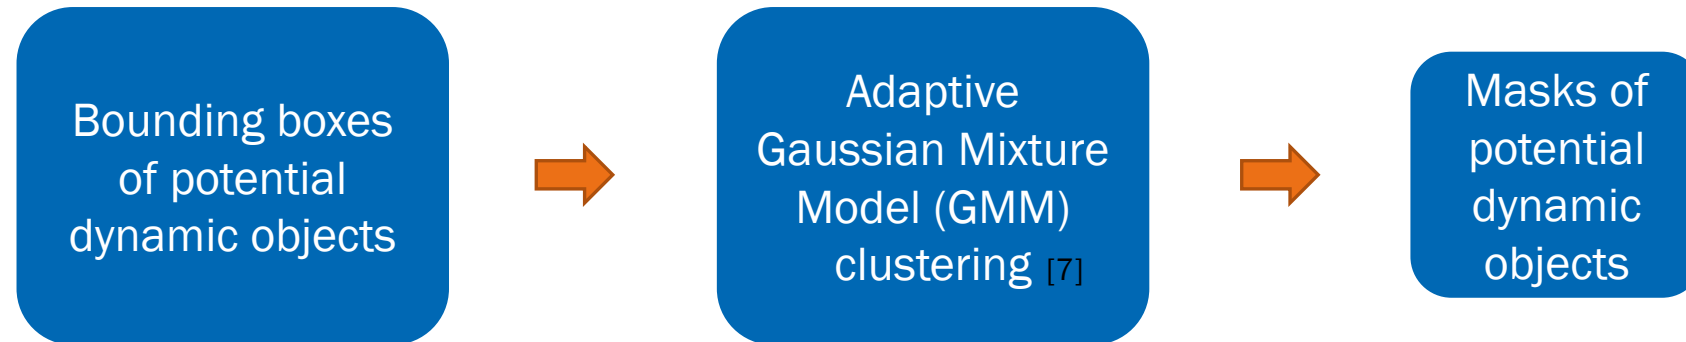 Bounding boxes
of potential
dynamic objects
Adaptive
Gaussian Mixture
Model (GMM)
clustering [7]
Masks of
potential
dynamic
objects